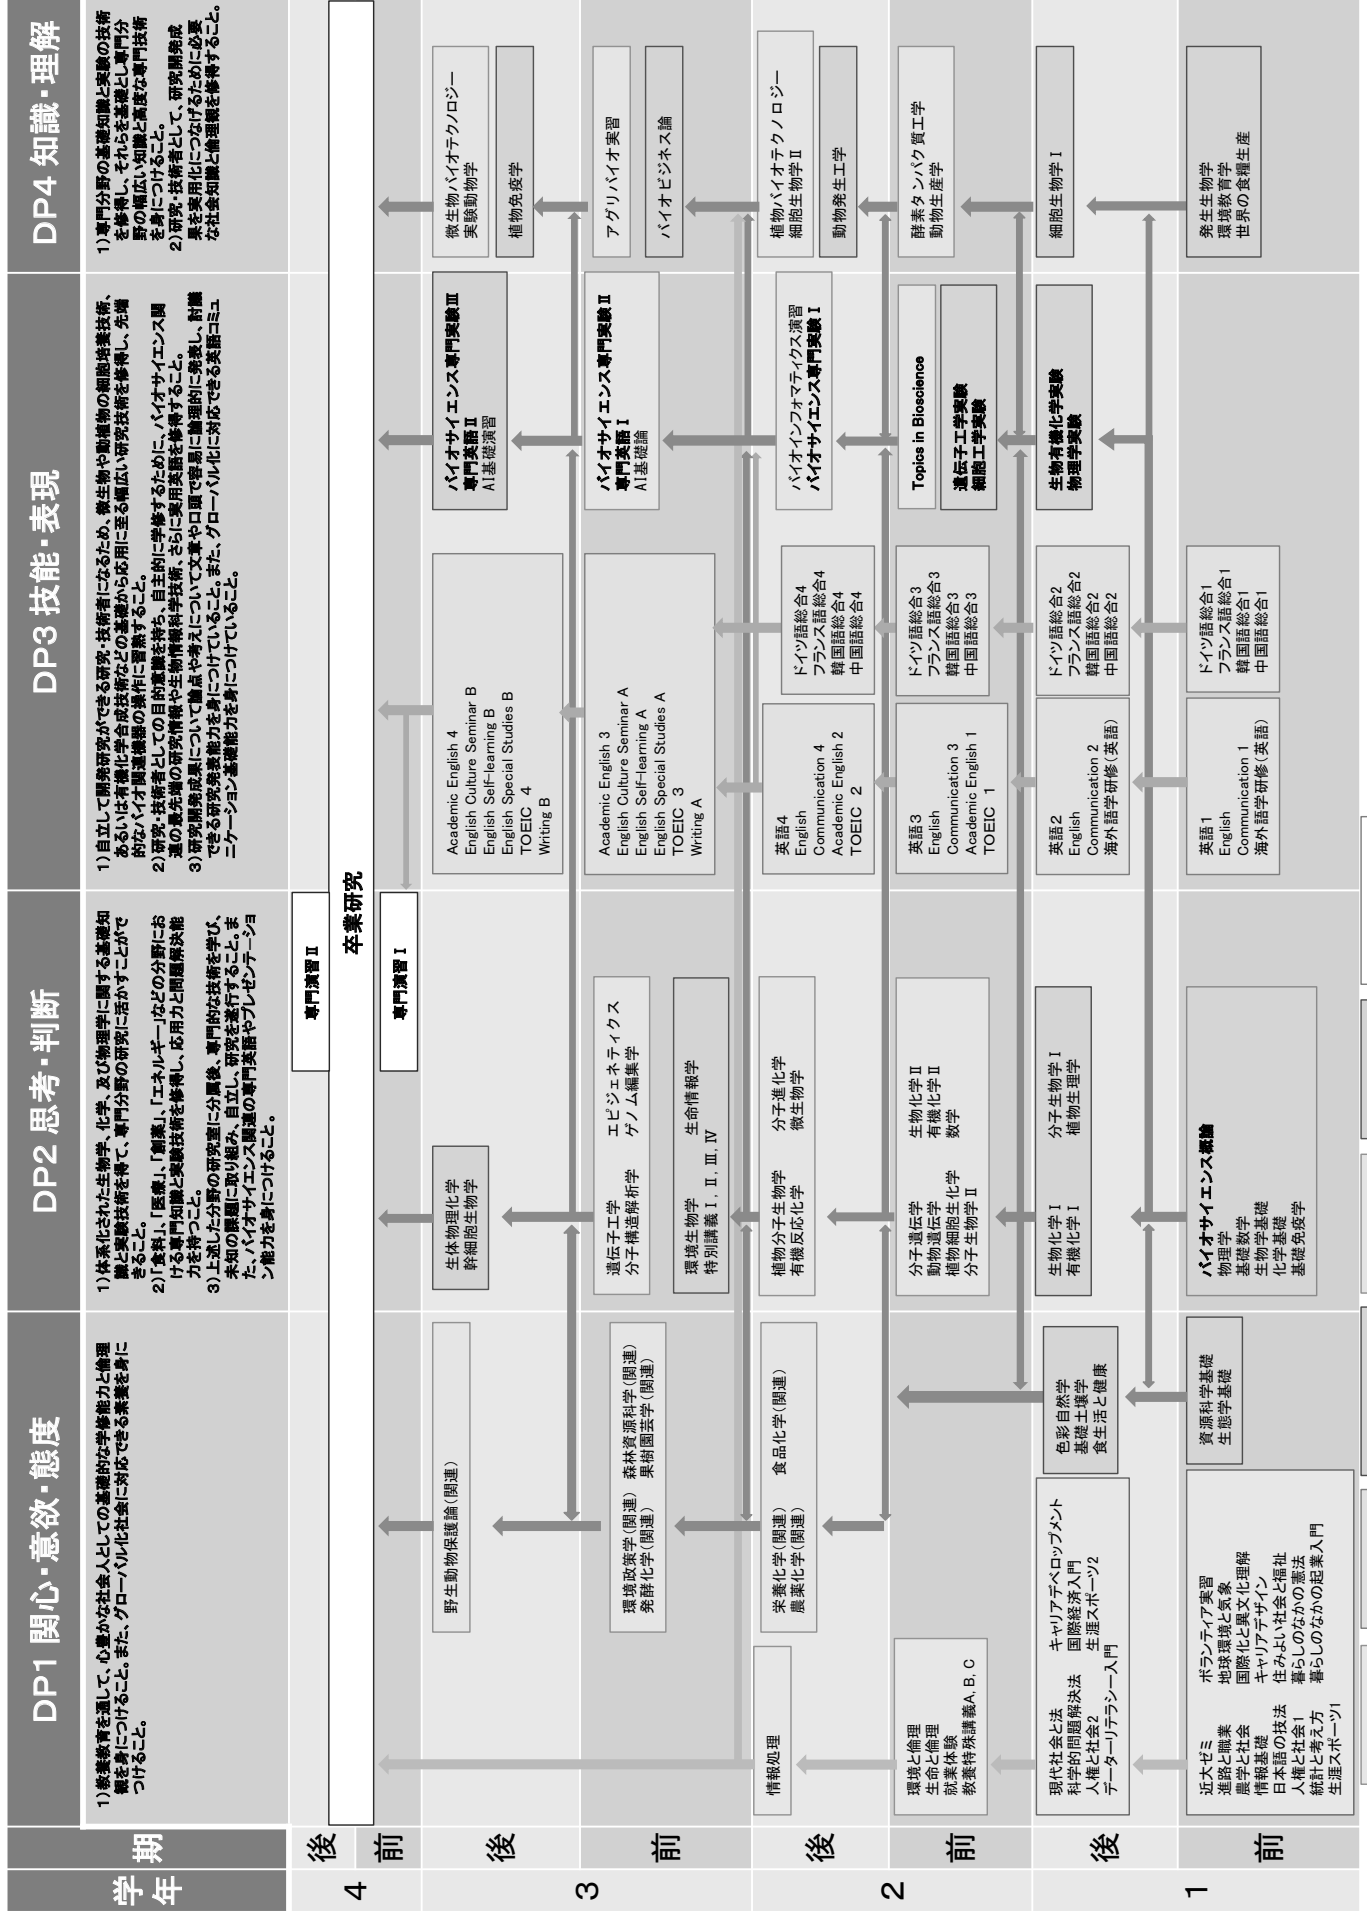 学年
期
DP1 関心・意欲・態度
DP2 思考・判断
DP3 技能・表現
DP4 知識・理解
1)教養教育を通して、心豊かな社会人としての基礎的な学修能力と倫理
観を身につけること。また、グローバル化社会に対応できる素養を身に
つけること。
1)体系化された生物学、化学、及び物理学に関する基礎知
識と実験技術を得て、専門分野の研究に活かすことがで
きること。
2)「食料」、「医療」、「創薬」、「エネルギー」などの分野にお
ける専門知識と実験技術を修得し、応用力と問題解決能
力を持つこと。
3)上述した分野の研究室に分属後、専門的な技術を学び、
未知の課題に取り組み、自立し、研究を遂行すること。ま
た、バイオサイエンス関連の専門英語やプレゼンテーショ
ン能力を身につけること。
1)自立して開発研究ができる研究・技術者になるため、微生物や動植物の細胞培養技術、
あるいは有機化学合成技術などの基礎から応用に至る幅広い研究技術を修得し、先端
的なバイオ関連機器の操作に習熟すること。
2)研究・技術者としての目的意識を持ち、自主的に学修するために、バイオサイエンス関
連の最先端の研究情報や生物情報科学技術、さらに実用英語を修得すること。
3)研究開発成果について論点や考えについて文章や口頭で容易に論理的に発表し、討議
できる研究発表能力を身につけていること。また、グローバル化に対応できる英語コミュ
ニケーション基礎能力を身につけていること。
1)専門分野の基礎知識と実験の技術
を修得し、それらを基礎とし専門分
野の幅広い知識と高度な専門技術
を身につけること。
2)研究・技術者として、研究開発成
果を実用化につなげるために必要
な社会知識と倫理観を修得すること。
4
後
前
専門演習Ⅱ
卒業研究
専門演習Ⅰ
3
後
野生動物保護論(関連)
生体物理化学
幹細胞生物学
Academic English 4
English Culture Seminar B
English Self-learning B
English Special Studies B
TOEIC 4
Writing B
バイオサイエンス専門実験Ⅲ
専門英語Ⅱ
AI基礎演習
微生物バイオテクノロジー
実験動物学
植物免疫学
前
環境政策学(関連) 森林資源科学(関連)
発酵化学(関連) 果樹園芸学(関連)
遺伝子工学 エピジェネティクス
分子構造解析学 ゲノム編集学
環境生物学 生命情報学
特別講義Ⅰ, Ⅱ, Ⅲ, Ⅳ
Academic English 3
English Culture Seminar A
English Self-learning A
English Special Studies A
TOEIC 3
Writing A
バイオサイエンス専門実験Ⅱ
専門英語Ⅰ
AI基礎論
アグリバイオ実習
バイオビジネス論
2
後
情報処理
栄養化学(関連) 食品化学(関連)
農薬化学(関連)
植物分子生物学 分子進化学
有機反応化学 微生物学
英語4
English
Communication 4
Academic English 2
TOEIC 2
ドイツ語総合4
フランス語総合4
韓国語総合4
中国語総合4
バイオインフォマティクス演習
バイオサイエンス専門実験Ⅰ
植物バイオテクノロジー
細胞生物学Ⅱ
動物発生工学
前
環境と倫理
生命と倫理
就業体験
教養特殊講義A, B, C
分子遺伝学 生物化学Ⅱ
動物遺伝学 有機化学Ⅱ
植物細胞生化学 数学
分子生物学Ⅱ
英語3
English
Communication 3
Academic English 1
TOEIC 1
ドイツ語総合3
フランス語総合3
韓国語総合3
中国語総合3
Topics in Bioscience
遺伝子工学実験
細胞工学実験
酵素タンパク質工学
動物生産学
1
後
現代社会と法 キャリアデベロップメント
科学的問題解決法 国際経済入門
人権と社会2 生涯スポーツ2
データーリテラシー入門
色彩自然学
基礎土壌学
食生活と健康
生物化学Ⅰ 分子生物学Ⅰ
有機化学Ⅰ 植物生理学
英語2
English
Communication 2
海外語学研修(英語)
ドイツ語総合2
フランス語総合2
韓国語総合2
中国語総合2
生物有機化学実験
物理学実験
細胞生物学Ⅰ
前
近大ゼミ ボランティア実習
進路と職業 地球環境と気象
農学と社会 国際化と異文化理解
情報基礎 キャリアデザイン
日本語の技法 住みよい社会と福祉
人権と社会1 暮らしのなかの憲法
統計と考え方 暮らしのなかの起業入門
生涯スポーツ1
資源科学基礎
生態学基礎
バイオサイエンス概論
物理学
基礎数学
生物学基礎
化学基礎
基礎免疫学
英語1
English
Communication 1
海外語学研修(英語)
ドイツ語総合1
フランス語総合1
韓国語総合1
中国語総合1
発生生物学
環境教育学
世界の食糧生産